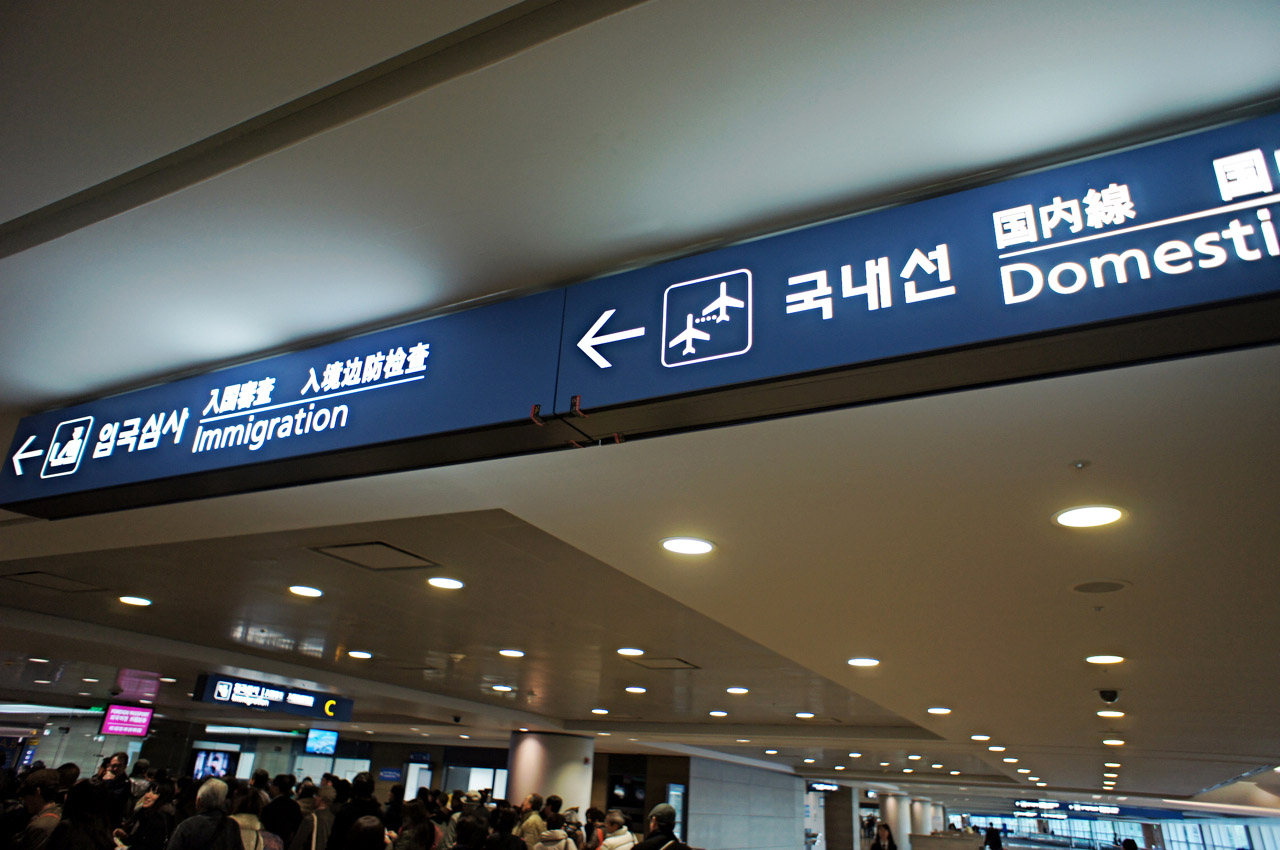 입국심사
入国審査 入境边防检查
Immigration
국내선
国内線 国
Domesti
C